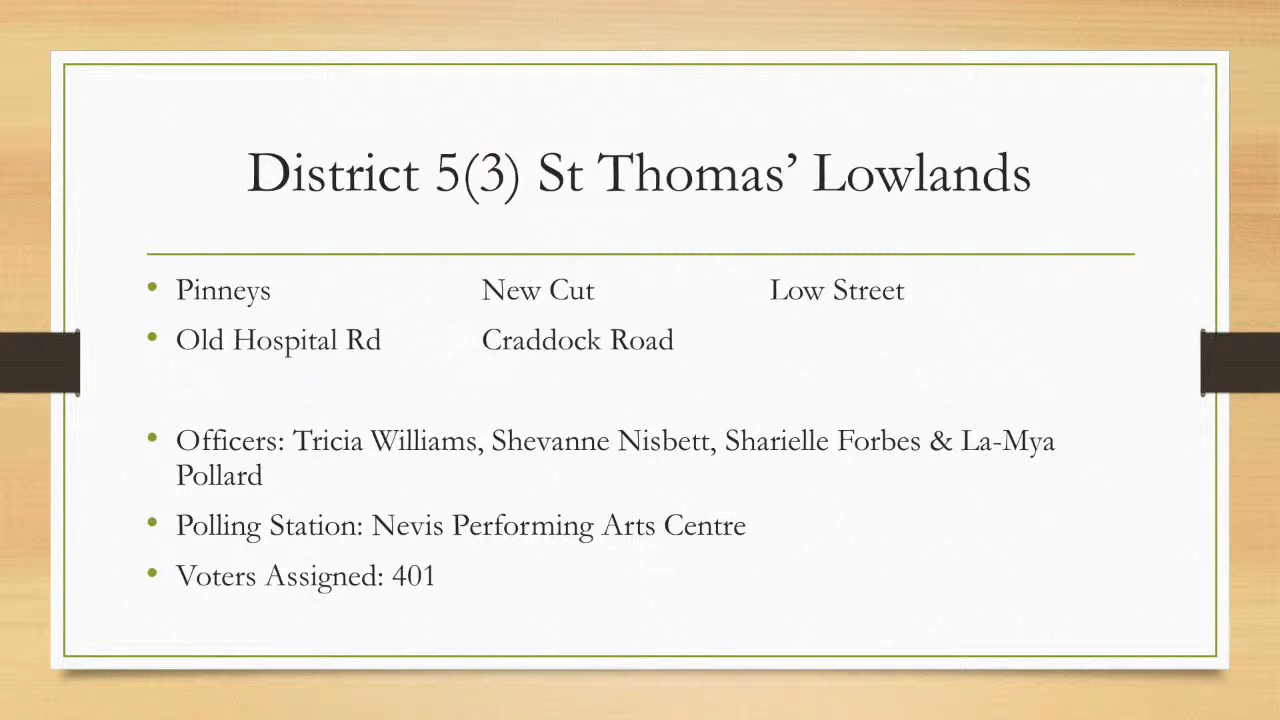 District 5(3) St Thomas’ Lowlands
• Pinneys New Cut Low Street
• Old Hospital Rd Craddock Road
• Officers: Tricia Williams, Shevanne Nisbett, Sharielle Forbes & La-Mya
Pollard
• Polling Station: Nevis Performing Arts Centre
• Voters Assigned: 401